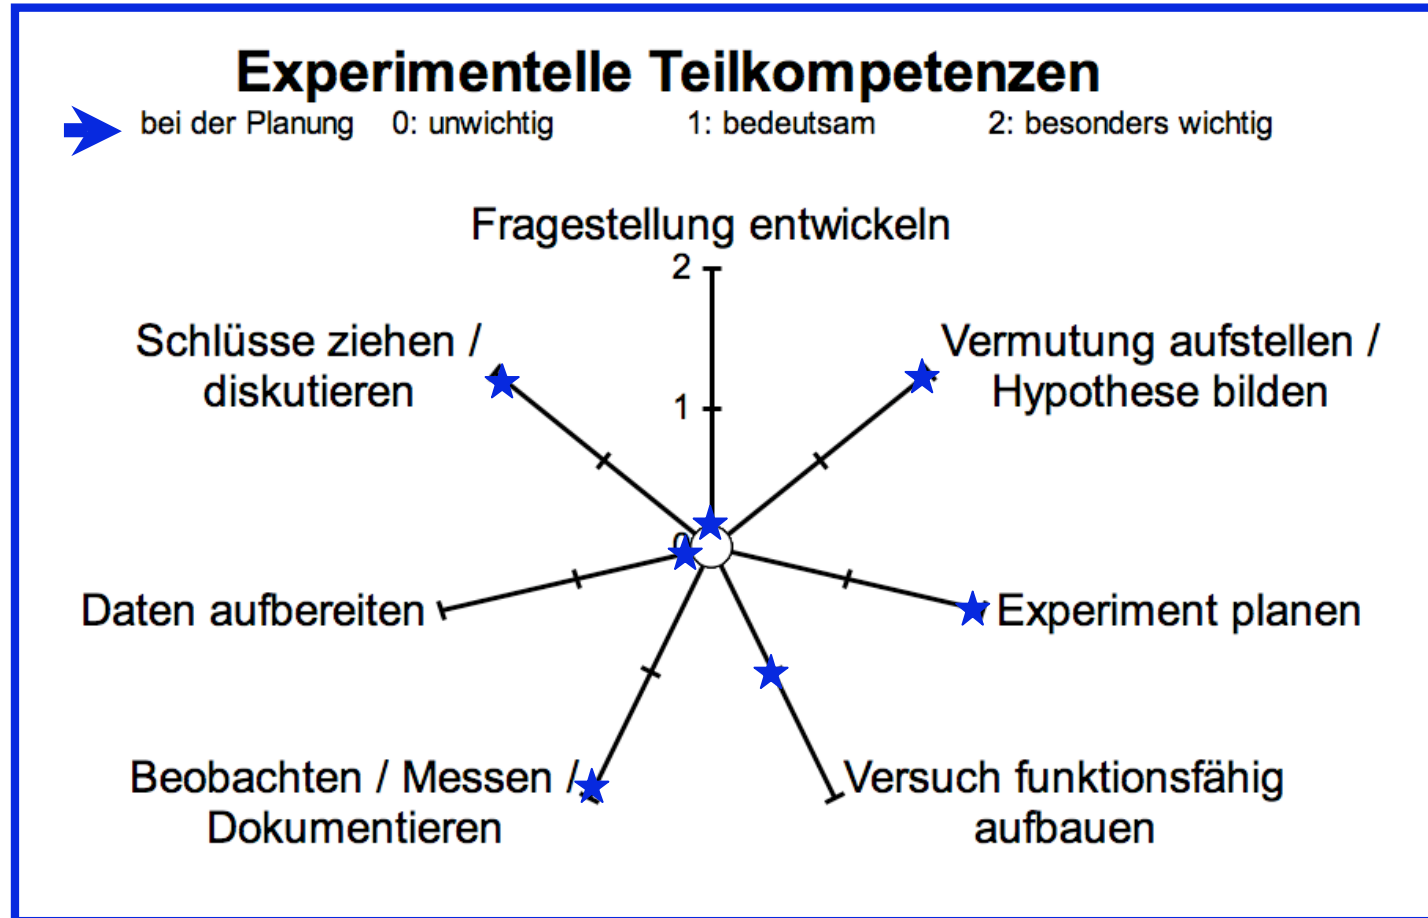 Experimentelle Teilkompetenzen
bei der Planung 0: unwichtig 1: bedeutsam 2: besonders wichtig
Fragestellung entwickeln
2
Schlüsse ziehen /
diskutieren
Vermutung aufstellen /
Hypothese bilden
1
0
Daten aufbereiten
Experiment planen
Beobachten / Messen /
Dokumentieren
Versuch funktionsfähig
aufbauen